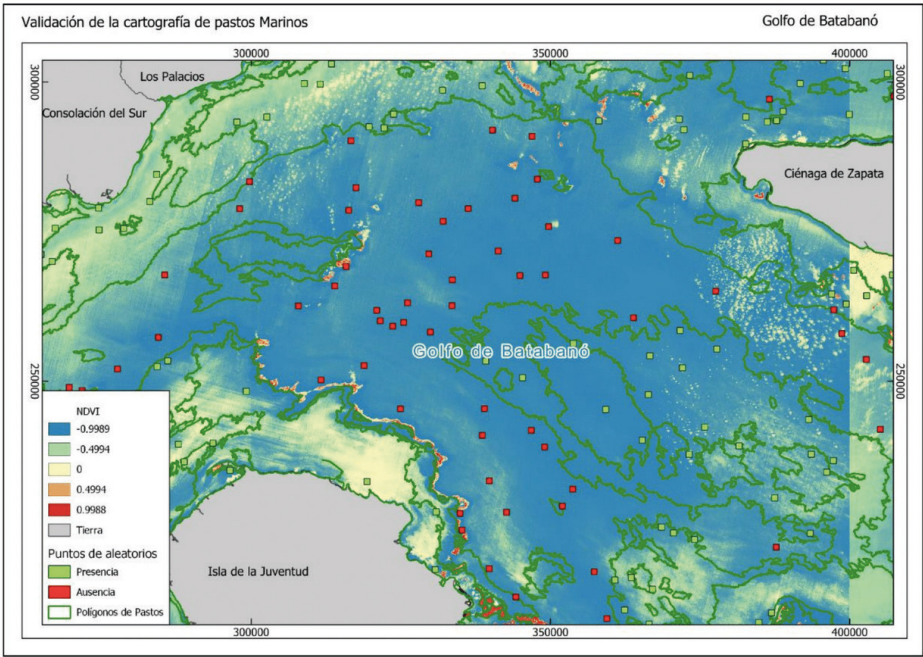 Validación de la cartografía de pastos Marinos
Golfo de Batabanó
300000
350000
400000
300000
300000
Los Palacios
Consolación del Sur
Ciénaga de Zapata
Golfo de Batabanó
250000
250000
NDVI
-0.9989
-0.4994
0
0.4994
0.9988
Tierra
Puntos de aleatorios
Presencia
Ausencia
Polígonos de Pastos
Isla de la Juventud
300000
350000
400000